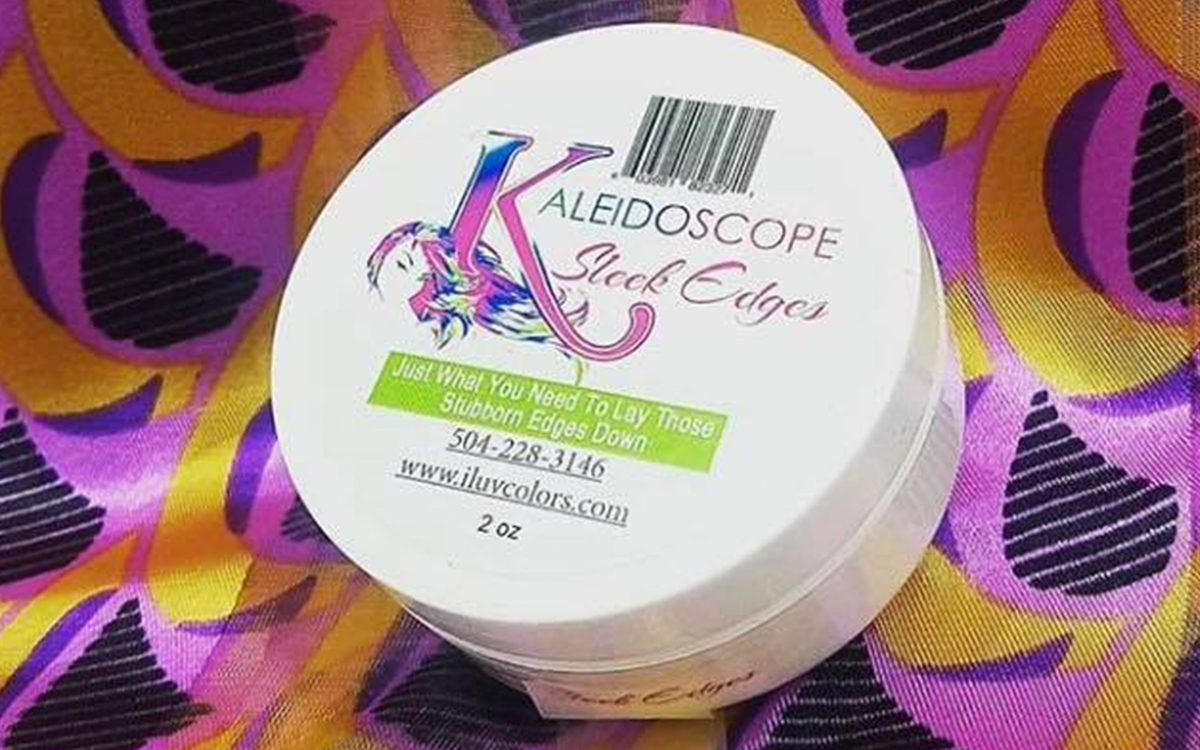 KALEIDOSCOPE
Sleek Edges
Just What You Need To Lay Those
Stubborn Edges Down
504-228-3146
www.iluvcolors.com
2 oz
Sleek Edges